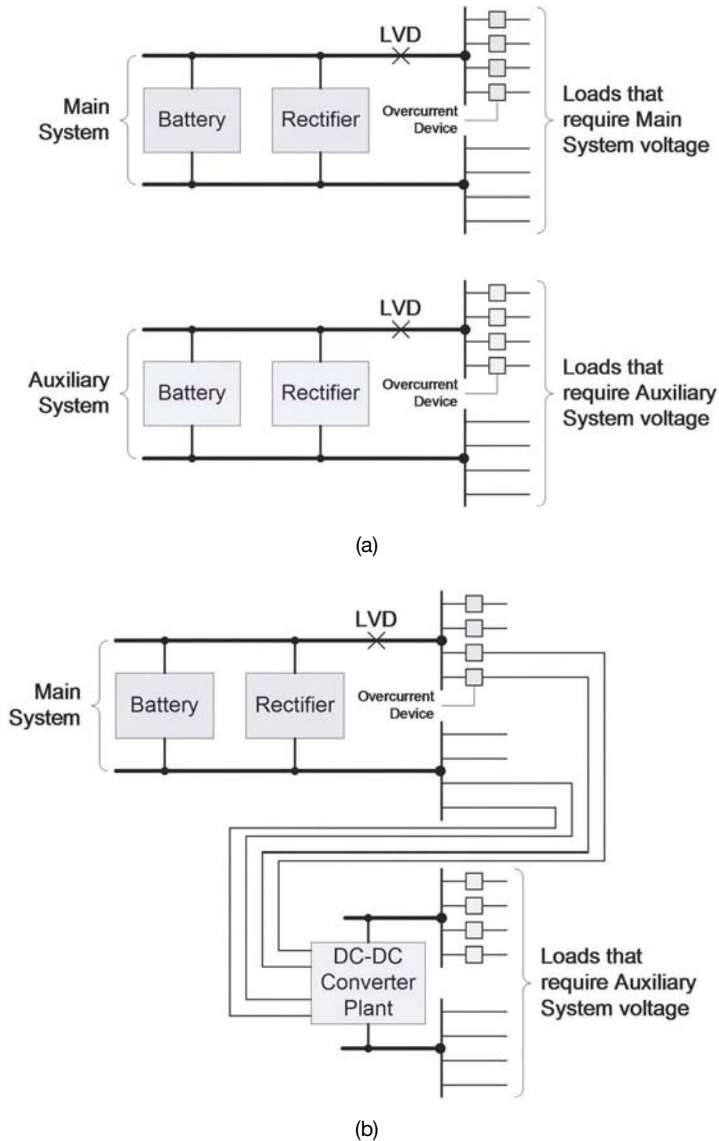 LVD
Main
System
Battery
Rectifier
Overcurrent
Device
Loads that
require Main
System voltage
LVD
Auxiliary
System
Battery
Rectifier
Overcurrent
Device
Loads that
require Auxiliary
System voltage
(a)
LVD
Main
System
Battery
Rectifier
Overcurrent
Device
DC-DC
Converter
Plant
Loads that
require Auxiliary
System voltage
(b)